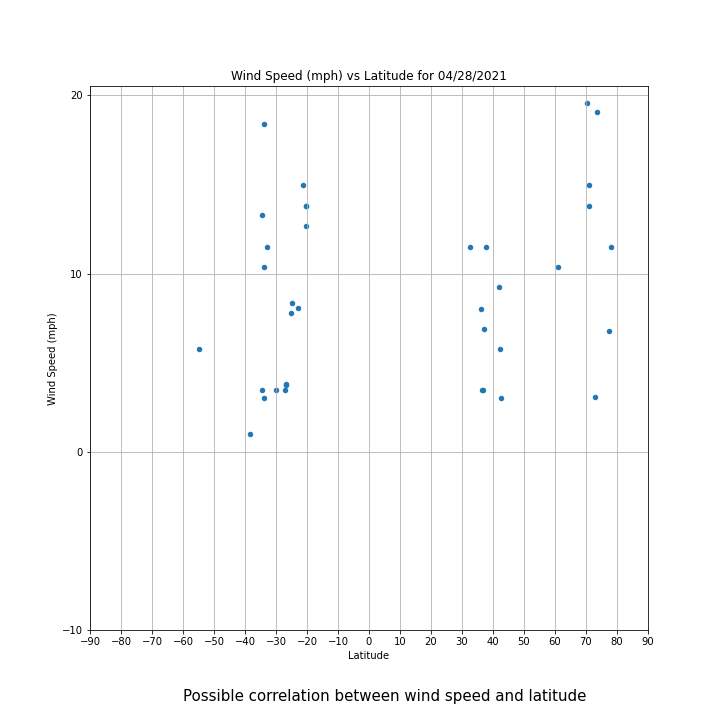 Wind Speed (mph) vs Latitude for 04/28/2021
20
10
0
−10
Wind Speed (mph)
−90 −80 −70 −60 −50 −40 −30 −20 −10 0 10 20 30 40 50 60 70 80 90
Latitude
Possible correlation between wind speed and latitude